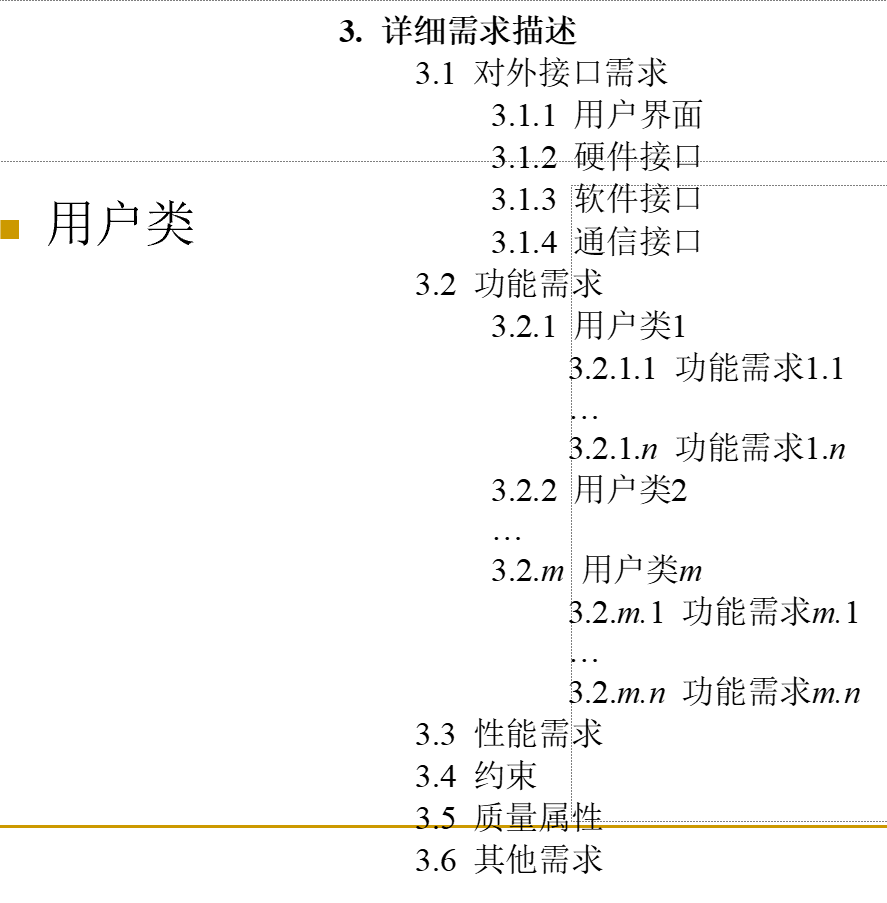 3. 详细需求描述
3.1 对外接口需求
3.1.1 用户界面
3.1.2 硬件接口
3.1.3 软件接口
用户类
3.1.4 通信接口
3.2 功能需求
3.2.1 用户类1
3.2.1.1 功能需求1.1
…
3.2.1.n 功能需求1.n
3.2.2 用户类2
…
3.2.m 用户类m
3.2.m.1 功能需求m.1
…
3.2.m.n 功能需求m.n
3.3 性能需求
3.4 约束
3.5 质量属性
3.6 其他需求